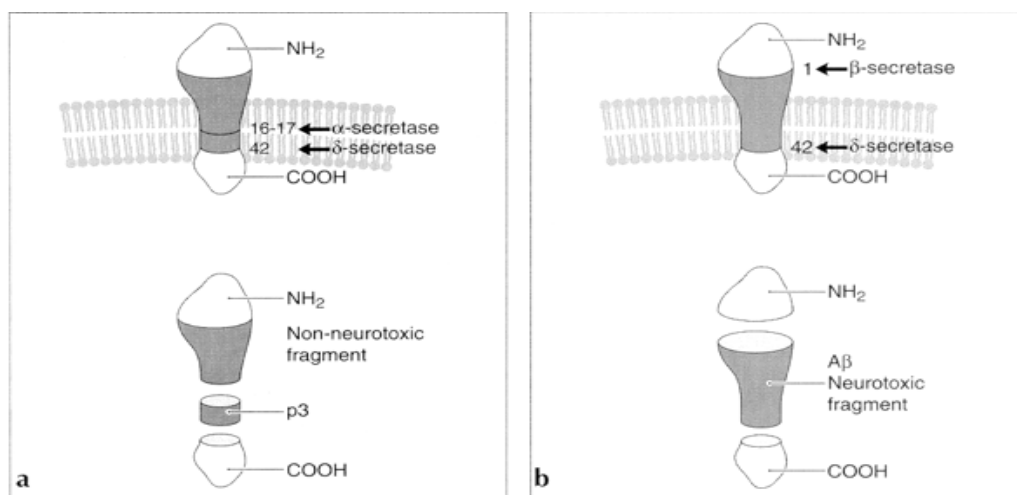 NH2
16-17 α-secretase
42 δ-secretase
COOH
NH2
Non-neurotoxic
fragment
p3
COOH
a
NH2
1 β-secretase
42 δ-secretase
COOH
NH2
Aβ
Neurotoxic
fragment
COOH
b